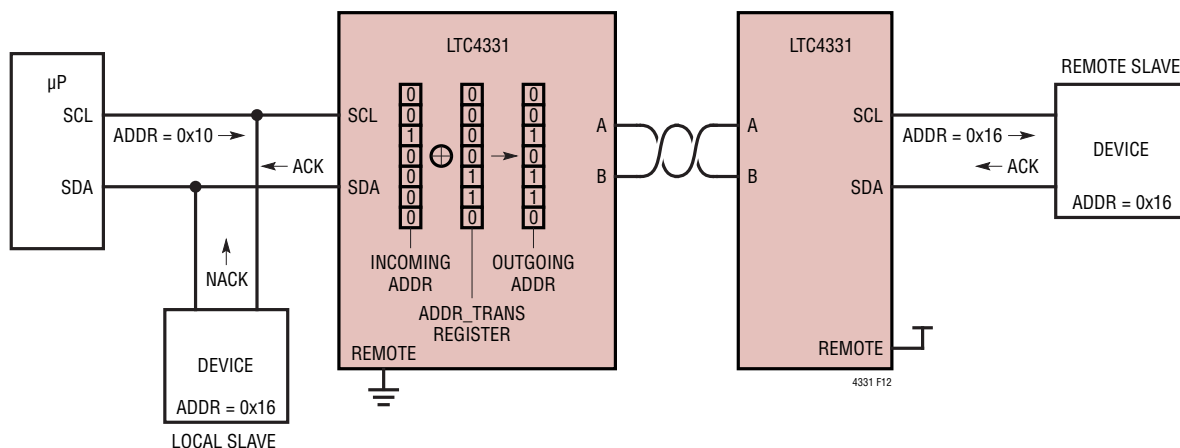 µP
SCL
SDA
ADDR = 0x10 →
← ACK
↑
NACK
DEVICE
ADDR = 0x16
LOCAL SLAVE
LTC4331
SCL
SDA
0 0 0
0 0 0
1 0 1
0 ⊕ 0 → 0
0 1 1
0 1 1
0 0 0
INCOMING
ADDR
ADDR_TRANS
REGISTER
OUTGOING
ADDR
REMOTE
A
B
LTC4331
A
B
SCL
SDA
REMOTE
ADDR = 0x16 →
← ACK
REMOTE SLAVE
DEVICE
ADDR = 0x16
4331 F12